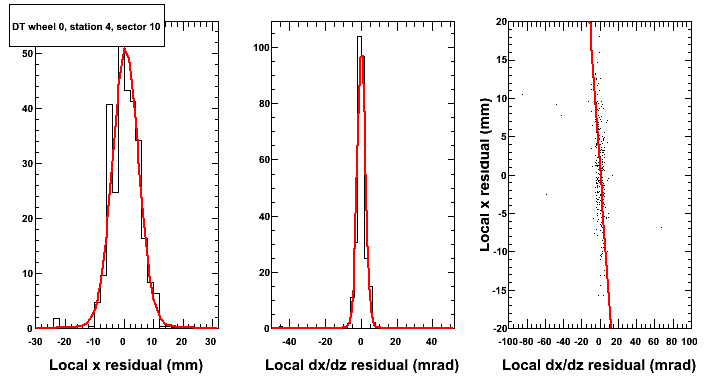 DT wheel 0, station 4, sector 10
50
40
30
20
10
0
-30 -20 -10 0 10 20 30
Local x residual (mm)
100
80
60
40
20
0
-40 -20 0 20 40
Local dx/dz residual (mrad)
Local x residual (mm)
20
15
10
5
0
-5
-10
-15
-20
-100 -80 -60 -40 -20 0 20 40 60 80 100
Local dx/dz residual (mrad)